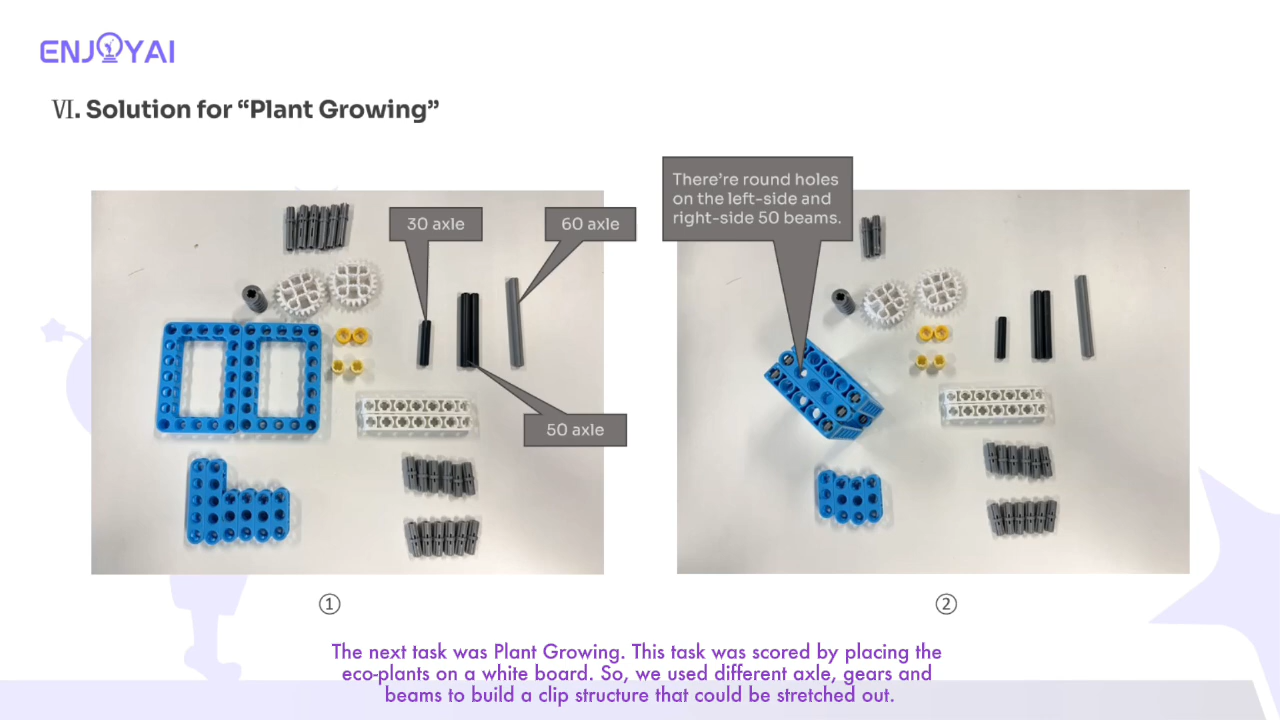 ENJOYAI
Ⅵ. Solution for “Plant Growing”
There’re round holes
on the left-side and
right-side 50 beams.
30 axle
60 axle
50 axle
①
②
The next task was Plant Growing. This task was scored by placing the
eco-plants on a white board. So, we used different axle, gears and
beams to build a clip structure that could be stretched out.